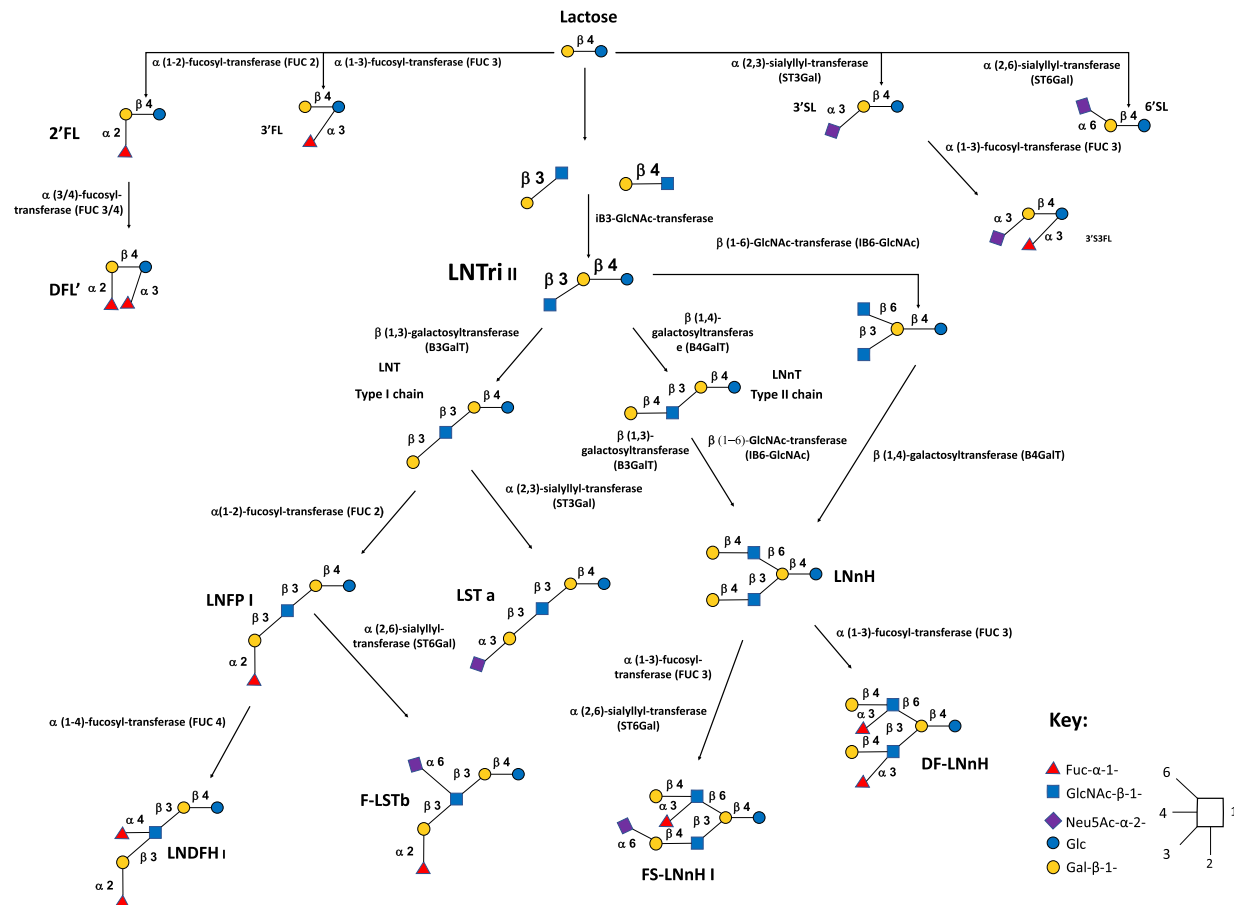 Lactose
β 4
α (1-2)-fucosyl-transferase (FUC 2)
α (1-3)-fucosyl-transferase (FUC 3)
α (2,3)-sialyllyl-transferase
(ST3Gal)
α (2,6)-sialyllyl-transferase
(ST6Gal)
2'FL
β 4
α 2
3'FL
β 4
α 3
3'SL
α 3
β 4
6'SL
α 6
β 4
α (1-3)-fucosyl-transferase (FUC 3)
α (3/4)-fucosyl-
transferase (FUC 3/4)
β 3
β 4
iB3-GlcNAc-transferase
α 3
β 4
α 3
3'S3FL
β (1-6)-GlcNAc-transferase (IB6-GlcNAc)
DFL'
β 4
α 2
α 3
LNTri II
β 3
β 4
β 6
β 3
β 4
β (1,3)-galactosyltransferase
(B3GalT)
β (1,4)-
galactosyltransferas
e (B4GalT)
LNT
Type I chain
β 4
β 3
β 3
LNnT
Type II chain
β 4
β 3
β 4
β (1,3)-
galactosyltransferase
(B3GalT)
β (1–6)-GlcNAc-transferase
(IB6-GlcNAc)
β (1,4)-galactosyltransferase (B4GalT)
α(1-2)-fucosyl-transferase (FUC 2)
α (2,3)-sialyllyl-transferase
(ST3Gal)
LNFP I
β 4
β 3
β 3
α 2
LST a
β 4
β 3
β 3
α 3
LNnH
β 4
β 6
β 4
β 4
β 3
α (2,6)-sialyllyl-
transferase (ST6Gal)
α (1-3)-fucosyl-
transferase (FUC 3)
α (2,6)-sialyllyl-transferase
(ST6Gal)
α (1-3)-fucosyl-transferase (FUC 3)
α (1-4)-fucosyl-transferase (FUC 4)
LNDFH I
β 4
β 3
α 4
β 3
α 2
F-LSTb
α 6
β 4
β 3
β 3
α 2
FS-LNnH I
β 4
β 6
α 3
β 4
β 3
β 4
α 6
DF-LNnH
β 4
β 6
α 3
β 4
β 3
β 4
α 3
Key:
Fuc-α-1-
GlcNAc-β-1-
Neu5Ac-α-2-
Glc
Gal-β-1-
6
4
3
2
1